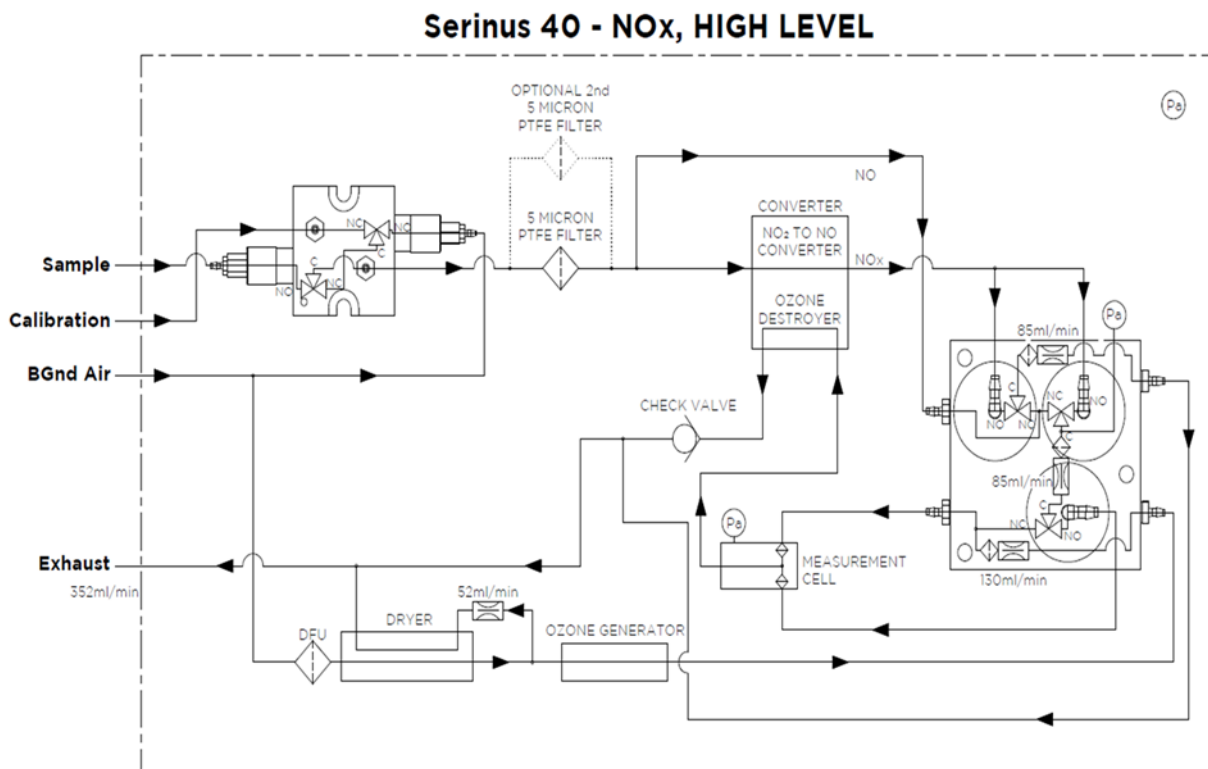 Serinus 40 - NOx, HIGH LEVEL
Pa
OPTIONAL 2nd
5 MICRON
PTFE FILTER
NO
CONVERTER
5 MICRON
PTFE FILTER
NO₂ TO NO
CONVERTER
NC
NO
C
Sample
C
NOx
NO
NC
OZONE
DESTROYER
Calibration
85ml/min
Pa
BGnd Air
C
NC
NO
NO
NC
CHECK VALVE
C
85ml/min
C
Pa
NC
NO
Exhaust
MEASUREMENT
CELL
352ml/min
52ml/min
130ml/min
DRYER
DFU
OZONE GENERATOR